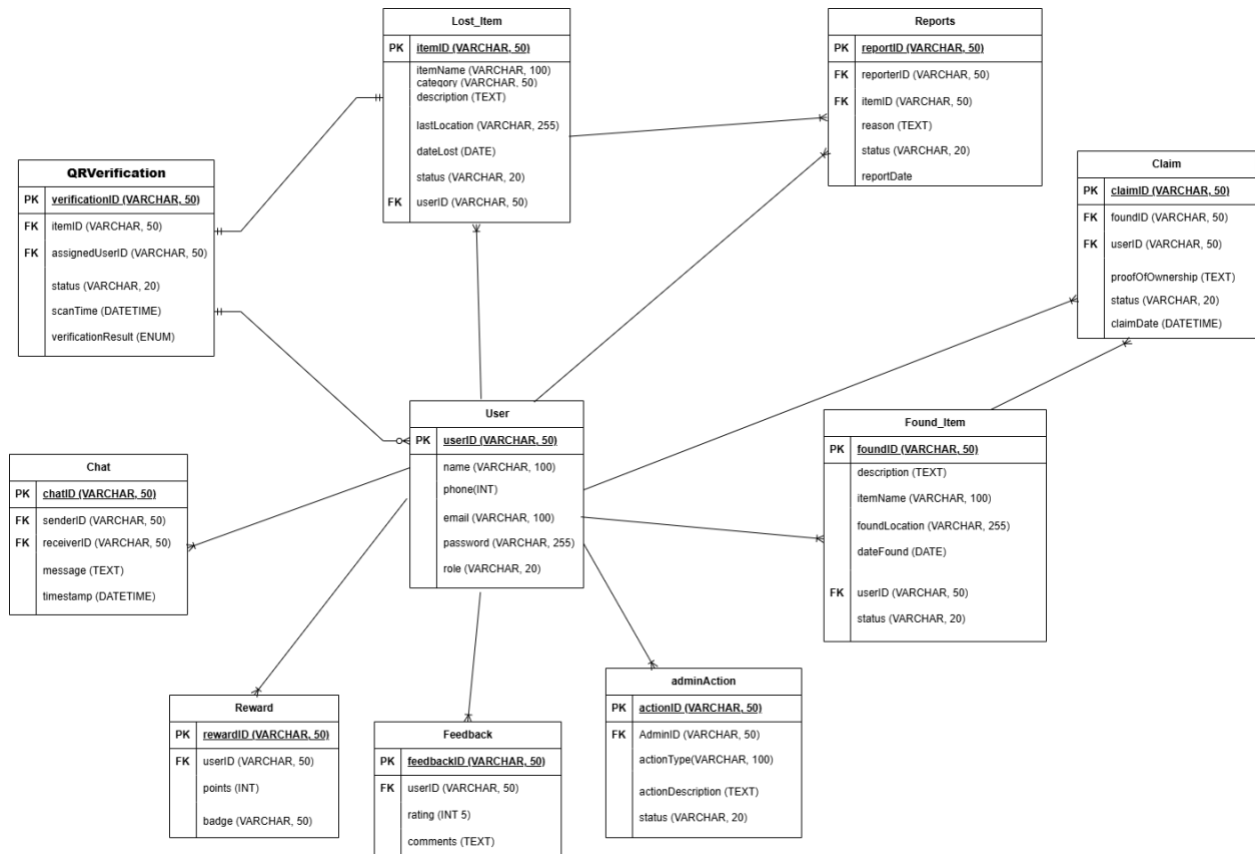 Lost_Item
PK itemID (VARCHAR, 50)
itemName (VARCHAR, 100)
category (VARCHAR, 50)
description (TEXT)
lastLocation (VARCHAR, 255)
dateLost (DATE)
status (VARCHAR, 20)
FK userID (VARCHAR, 50)
Reports
PK reportID (VARCHAR, 50)
FK reporterID (VARCHAR, 50)
FK itemID (VARCHAR, 50)
reason (TEXT)
status (VARCHAR, 20)
reportDate
QRVerification
PK verificationID (VARCHAR, 50)
FK itemID (VARCHAR, 50)
FK assignedUserID (VARCHAR, 50)
status (VARCHAR, 20)
scanTime (DATETIME)
verificationResult (ENUM)
Claim
PK claimID (VARCHAR, 50)
FK foundID (VARCHAR, 50)
FK userID (VARCHAR, 50)
proofOfOwnership (TEXT)
status (VARCHAR, 20)
claimDate (DATETIME)
User
PK userID (VARCHAR, 50)
name (VARCHAR, 100)
phone(INT)
email (VARCHAR, 100)
password (VARCHAR, 255)
role (VARCHAR, 20)
Found_Item
PK foundID (VARCHAR, 50)
description (TEXT)
itemName (VARCHAR, 100)
foundLocation (VARCHAR, 255)
dateFound (DATE)
FK userID (VARCHAR, 50)
status (VARCHAR, 20)
Chat
PK chatID (VARCHAR, 50)
FK senderID (VARCHAR, 50)
FK receiverID (VARCHAR, 50)
message (TEXT)
timestamp (DATETIME)
Reward
PK rewardID (VARCHAR, 50)
FK userID (VARCHAR, 50)
points (INT)
badge (VARCHAR, 50)
Feedback
PK feedbackID (VARCHAR, 50)
FK userID (VARCHAR, 50)
rating (INT 5)
comments (TEXT)
adminAction
PK actionID (VARCHAR, 50)
FK AdminID (VARCHAR, 50)
actionType(VARCHAR, 100)
actionDescription (TEXT)
status (VARCHAR, 20)